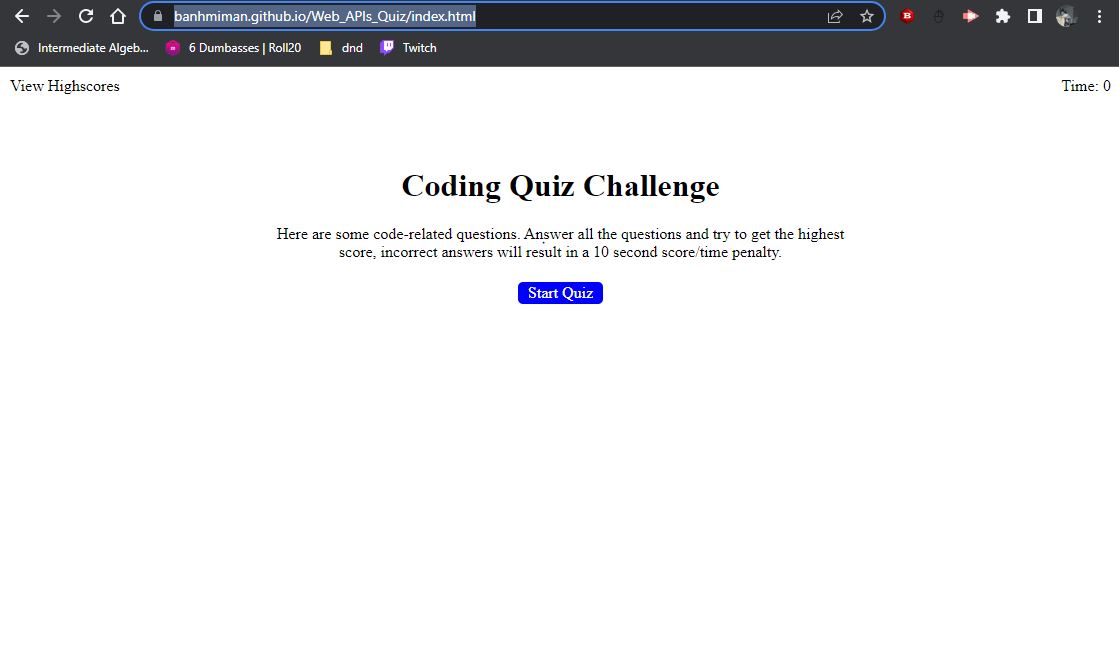 banhmiman.github.io/Web_APIs_Quiz/index.html
B
Intermediate Algeb... 6 Dumbasses | Roll20 dnd Twitch
View Highscores Time: 0
Coding Quiz Challenge
Here are some code-related questions. Answer all the questions and try to get the highest
score, incorrect answers will result in a 10 second score/time penalty.
Start Quiz